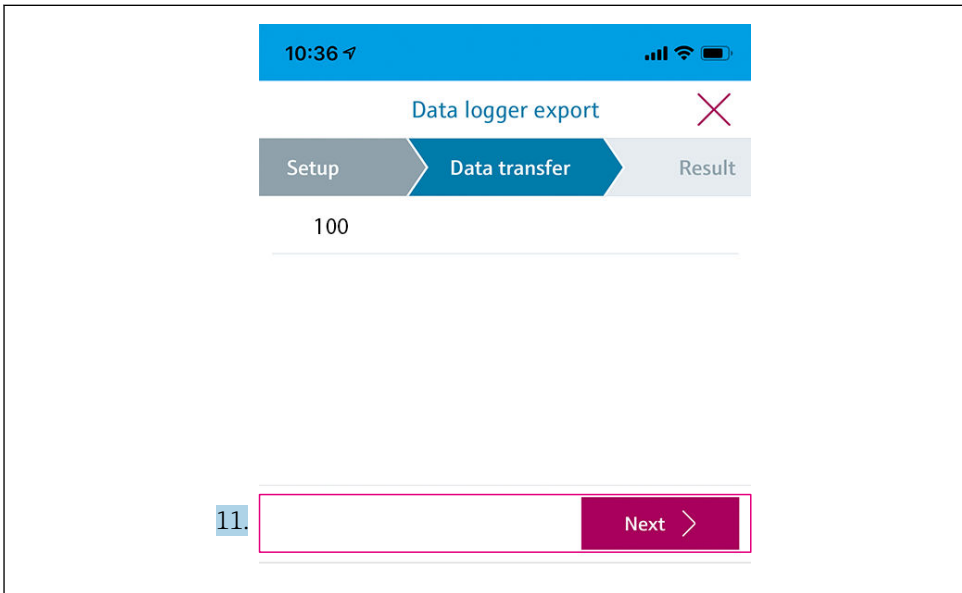 10:36
Data logger export
Setup Data transfer Result
100
11. Next